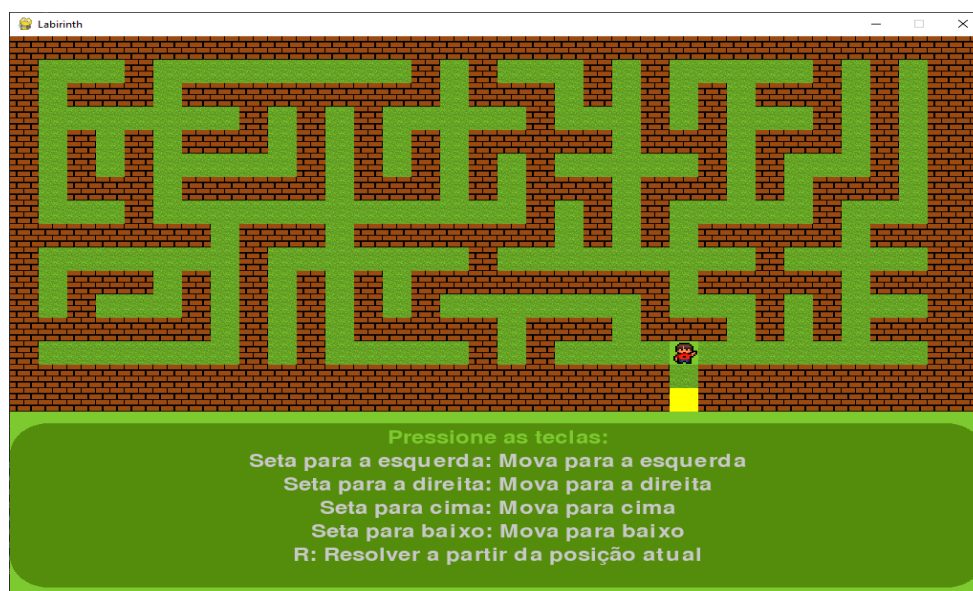 Labirinth
Pressione as teclas:
Seta para a esquerda: Mova para a esquerda
Seta para a direita: Mova para a direita
Seta para cima: Mova para cima
Seta para baixo: Mova para baixo
R: Resolver a partir da posição atual